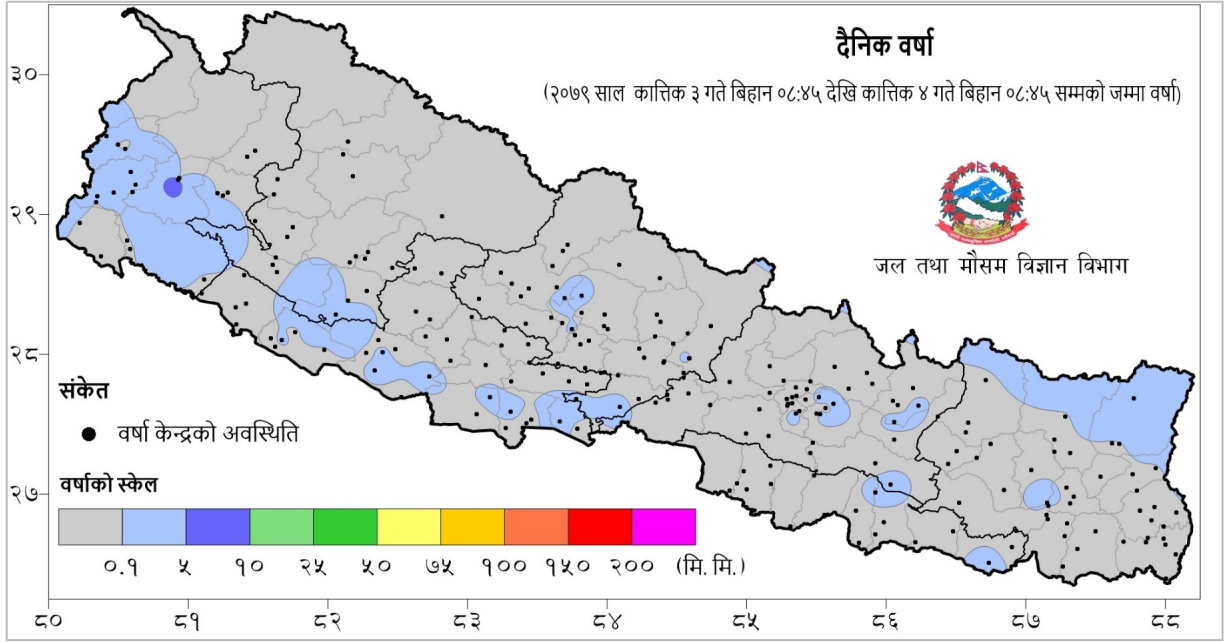 दैनिक वर्षा
(२०७९ साल कात्तिक ३ गते बिहान ०८:४५ देखि कात्तिक ४ गते बिहान ०८:४५ सम्मको जम्मा वर्षा)
जल तथा मौसम विज्ञान विभाग
३०
२९
२८
२७
संकेत
वर्षा केन्द्रको अवस्थिति
वर्षाको स्केल
०.१ ५ १० २५ ५० ७५ १०० १५० २०० (मि. मि.)
८० ८१ ८२ ८३ ८४ ८५ ८६ ८७ ८८